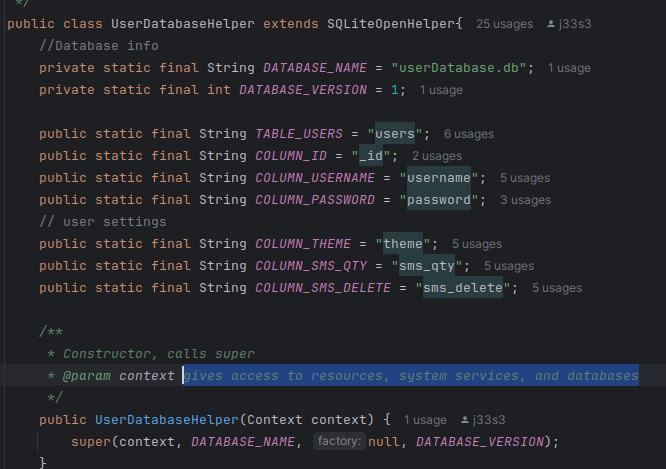 */
public class UserDatabaseHelper extends SQLiteOpenHelper{ 25 usages j33s3
//Database info
private static final String DATABASE_NAME = "userDatabase.db"; 1 usage
private static final int DATABASE_VERSION = 1; 1 usage
public static final String TABLE_USERS = "users"; 6 usages
public static final String COLUMN_ID = "_id"; 2 usages
public static final String COLUMN_USERNAME = "username"; 5 usages
public static final String COLUMN_PASSWORD = "password"; 3 usages
// user settings
public static final String COLUMN_THEME = "theme"; 5 usages
public static final String COLUMN_SMS_QTY = "sms_qty"; 5 usages
public static final String COLUMN_SMS_DELETE = "sms_delete"; 5 usages
/**
* Constructor, calls super
* @param context gives access to resources, system services, and databases
*/
public UserDatabaseHelper(Context context) { 1 usage j33s3
super(context, DATABASE_NAME, factory: null, DATABASE_VERSION);
}